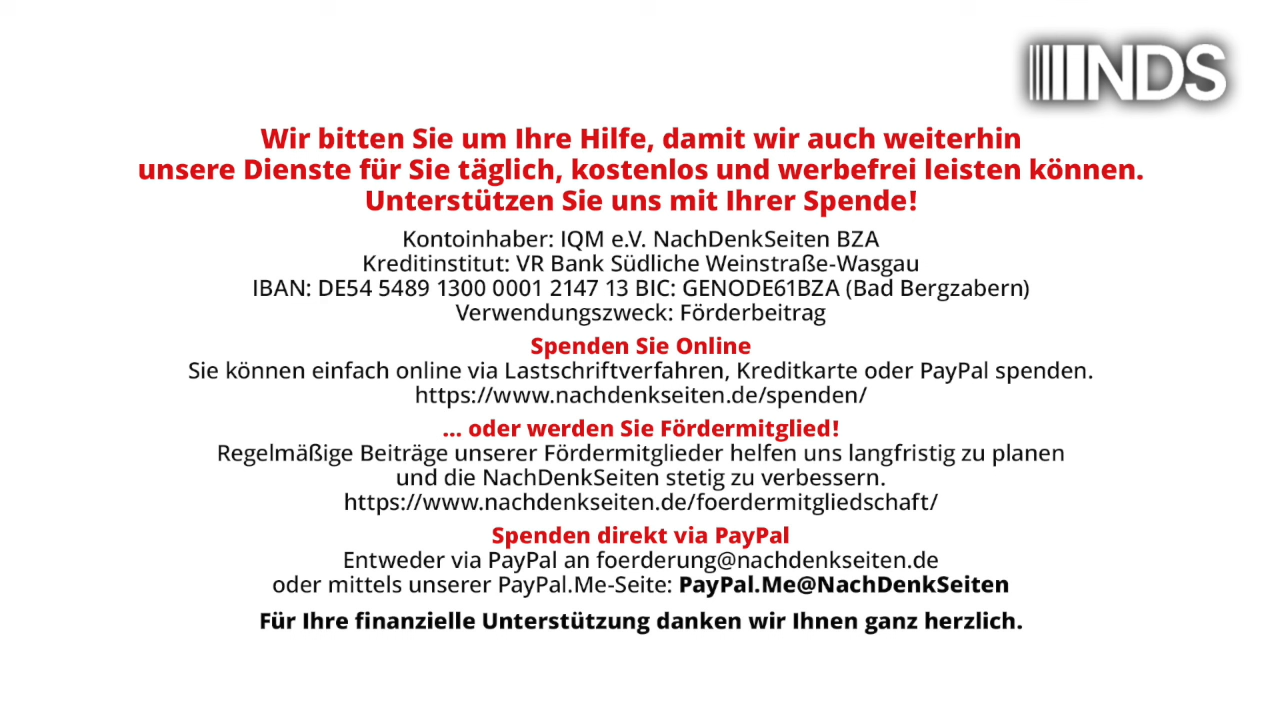 NDS
Wir bitten Sie um Ihre Hilfe, damit wir auch weiterhin
unsere Dienste für Sie täglich, kostenlos und werbefrei leisten können.
Unterstützen Sie uns mit Ihrer Spende!
Kontoinhaber: IQM e.V. NachDenkSeiten BZA
Kreditinstitut: VR Bank Südliche Weinstraße-Wasgau
IBAN: DE54 5489 1300 0001 2147 13 BIC: GENODE61BZA (Bad Bergzabern)
Verwendungszweck: Förderbeitrag
Spenden Sie Online
Sie können einfach online via Lastschriftverfahren, Kreditkarte oder PayPal spenden.
https://www.nachdenkseiten.de/spenden/
... oder werden Sie Fördermitglied!
Regelmäßige Beiträge unserer Fördermitglieder helfen uns langfristig zu planen
und die NachDenkSeiten stetig zu verbessern.
https://www.nachdenkseiten.de/foerdermitgliedschaft/
Spenden direkt via PayPal
Entweder via PayPal an foerderung@nachdenkseiten.de
oder mittels unserer PayPal.Me-Seite: PayPal.Me@NachDenkSeiten
Für Ihre finanzielle Unterstützung danken wir Ihnen ganz herzlich.